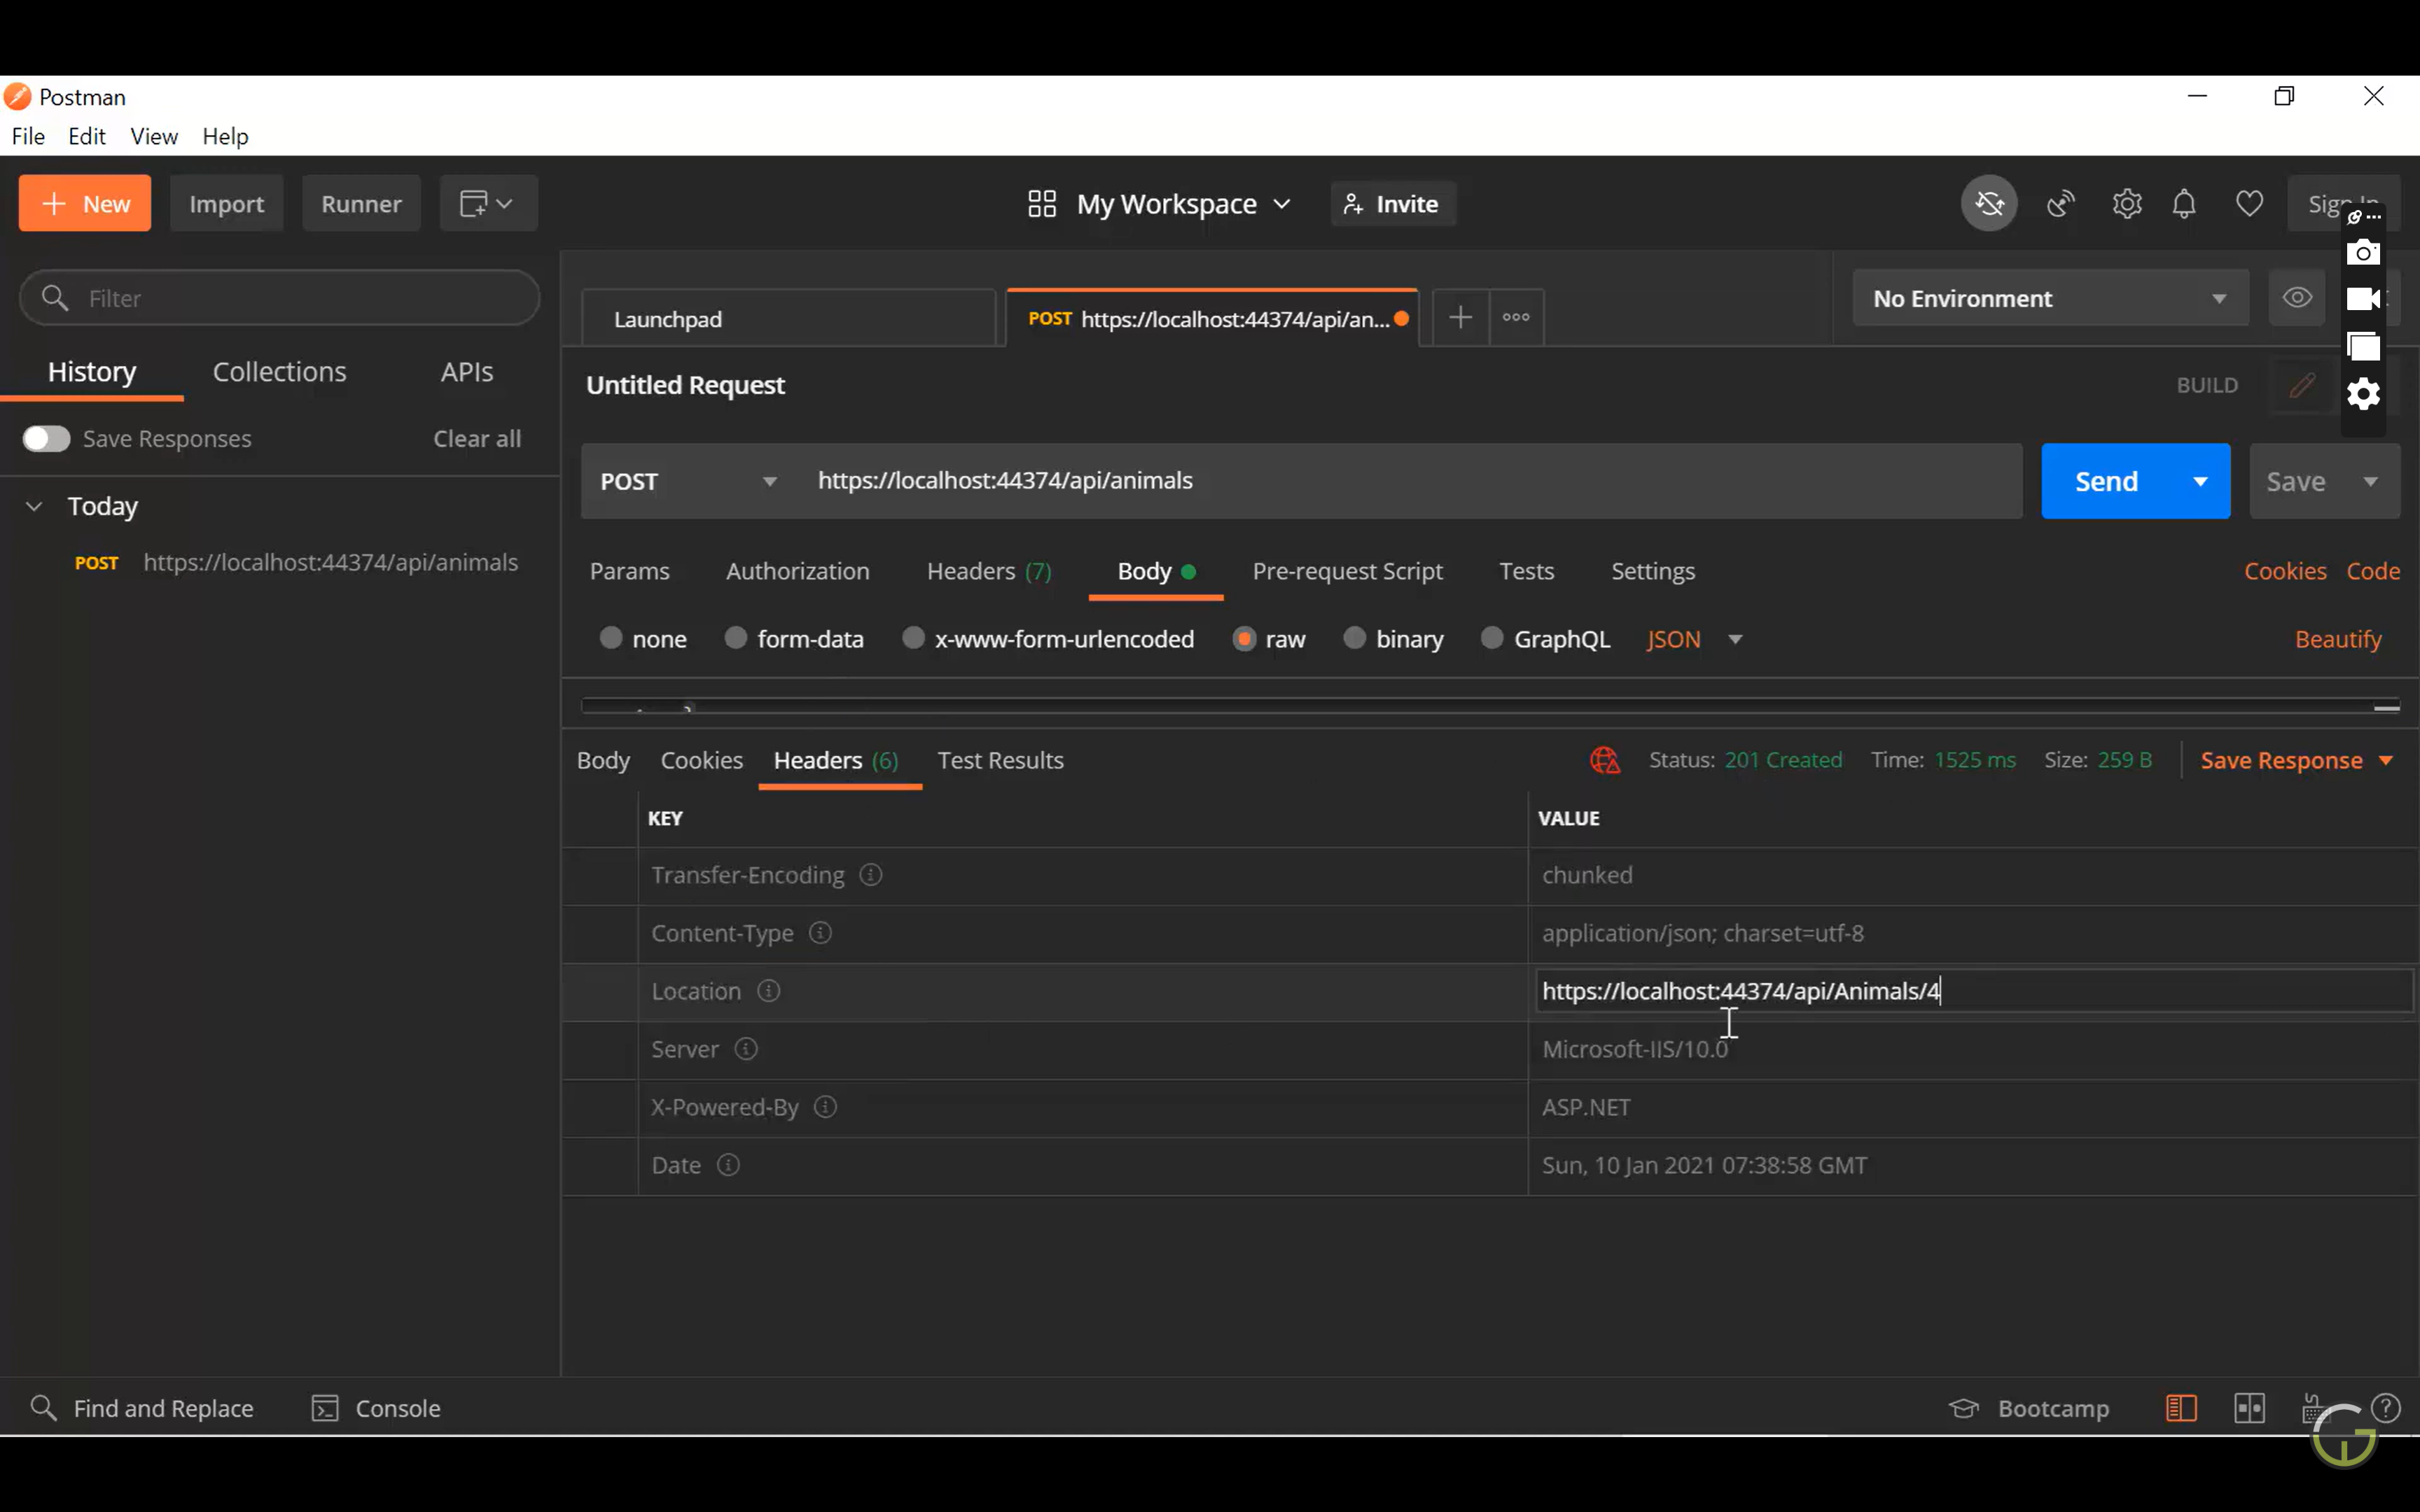 Postman
File Edit View Help
New Import Runner My Workspace Invite
Filter
Launchpad POST https://localhost:44374/api/an... No Environment
History Collections APIs
Untitled Request BUILD
Save Responses Clear all
POST https://localhost:44374/api/animals Send Save
Today
POST https://localhost:44374/api/animals
Params Authorization Headers (7) Body Pre-request Script Tests Settings Cookies Code
none form-data x-www-form-urlencoded raw binary GraphQL JSON Beautify
Body Cookies Headers (6) Test Results Status: 201 Created Time: 1525 ms Size: 259 B Save Response
KEY VALUE
Transfer-Encoding chunked
Content-Type application/json; charset=utf-8
Location https://localhost:44374/api/Animals/4
Server Microsoft-IIS/10.0
X-Powered-By ASP.NET
Date Sun, 10 Jan 2021 07:38:58 GMT
Find and Replace Console Bootcamp